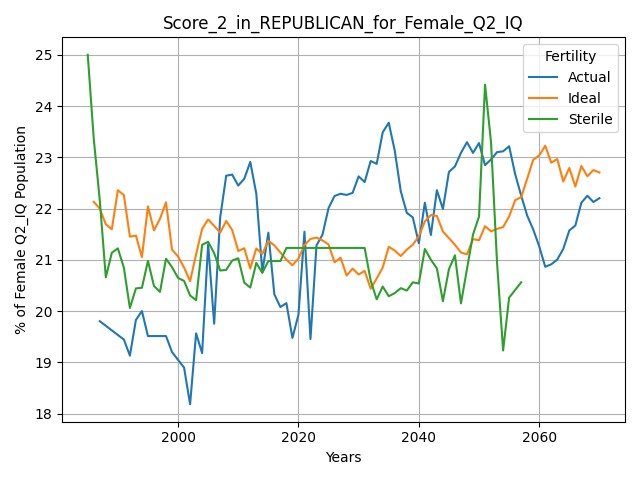 Score_2_in_REPUBLICAN_for_Female_Q2_IQ
Fertility
Actual
Ideal
Sterile
% of Female Q2_IQ Population
25
24
23
22
21
20
19
18
2000
2020
2040
2060
Years